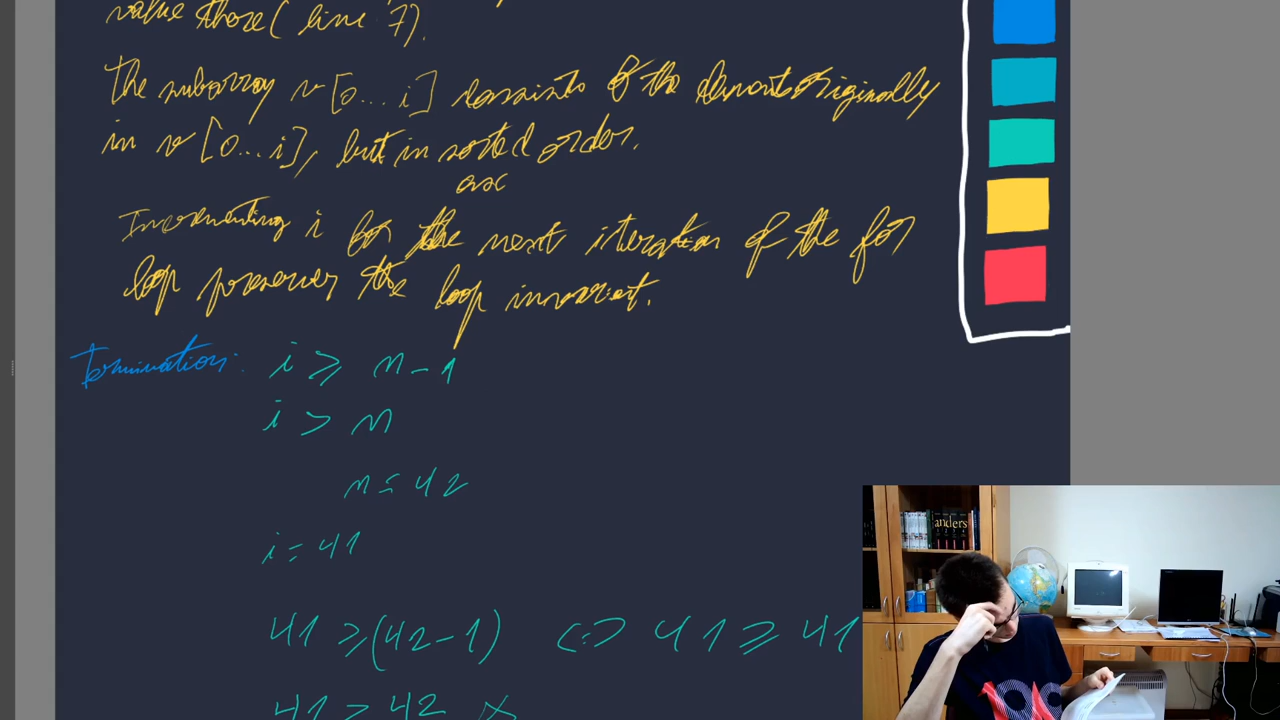 value those ( line 7).
The subarray v [0...i] consists of the elements originally
in v [0...i], but in sorted order.
asc
Incrementing i for the next iteration of the for
loop preserves the loop invariant.
Termination: i ⩾ n - 1
i > n
n = 42
i = 41
41 ⩾ (42-1) <=> 41 ⩾ 41
41 > 42 x
anders